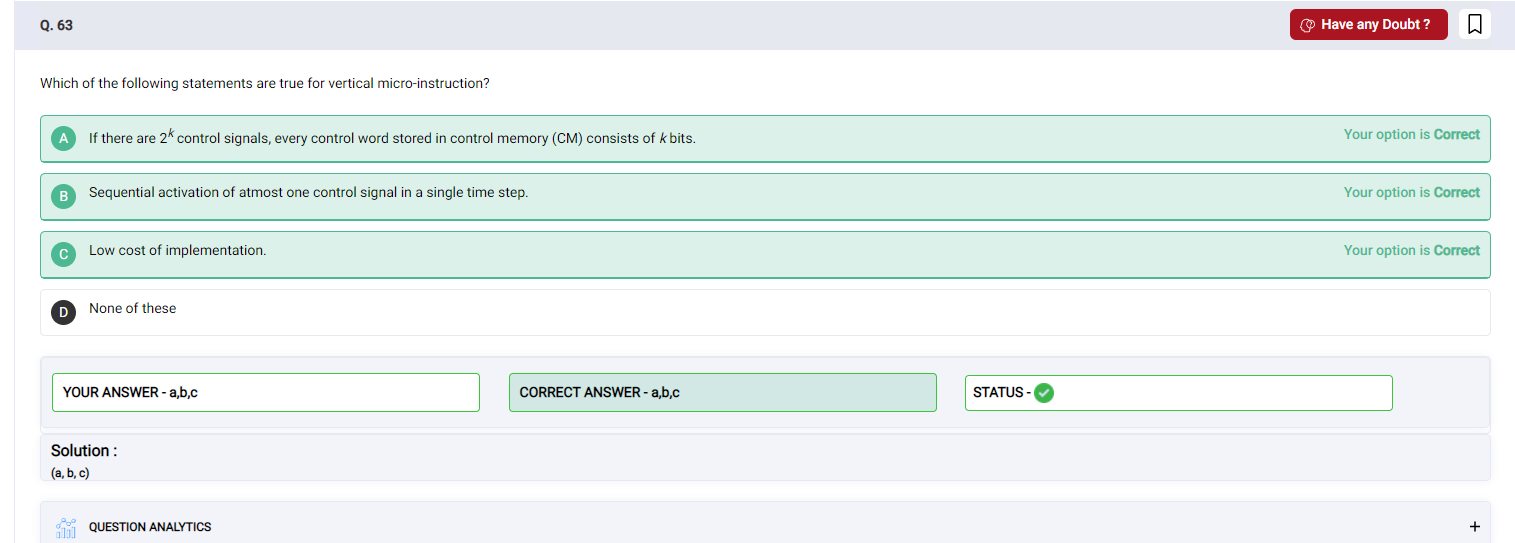 Q. 63
Have any Doubt ?
Which of the following statements are true for vertical micro-instruction?
A If there are 2^k control signals, every control word stored in control memory (CM) consists of k bits. Your option is Correct
B Sequential activation of atmost one control signal in a single time step. Your option is Correct
C Low cost of implementation. Your option is Correct
D None of these
YOUR ANSWER - a,b,c CORRECT ANSWER - a,b,c STATUS -
Solution :
(a, b, c)
QUESTION ANALYTICS +